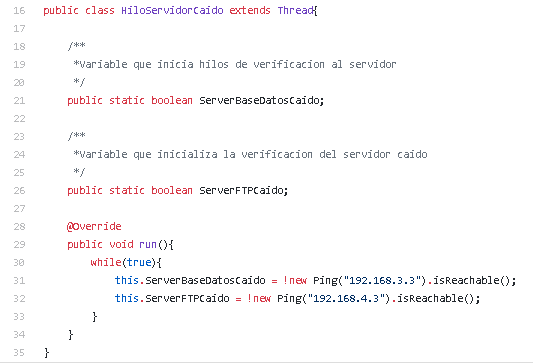 16 public class HiloServidorCaido extends Thread{
17
18 /**
19 *Variable que inicia hilos de verificacion al servidor
20 */
21 public static boolean ServerBaseDatosCaido;
22
23 /**
24 *Variable que inicializa la verificacion del servidor caido
25 */
26 public static boolean ServerFTPCaido;
27
28 @Override
29 public void run(){
30 while(true){
31 this.ServerBaseDatosCaido = !new Ping("192.168.3.3").isReachable();
32 this.ServerFTPCaido = !new Ping("192.168.4.3").isReachable();
33 }
34 }
35 }